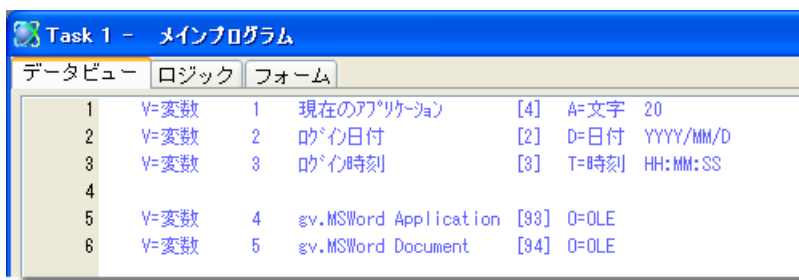 Task 1 - メインプログラム
データビュー ロジック フォーム
1 V=変数 1 現在のｱﾌﾟﾘｹｰｼｮﾝ [4] A=文字 20
2 V=変数 2 ﾛｸﾞｲﾝ日付 [2] D=日付 YYYY/MM/D
3 V=変数 3 ﾛｸﾞｲﾝ時刻 [3] T=時刻 HH:MM:SS
4
5 V=変数 4 gv.MSWord Application [93] O=OLE
6 V=変数 5 gv.MSWord Document [94] O=OLE